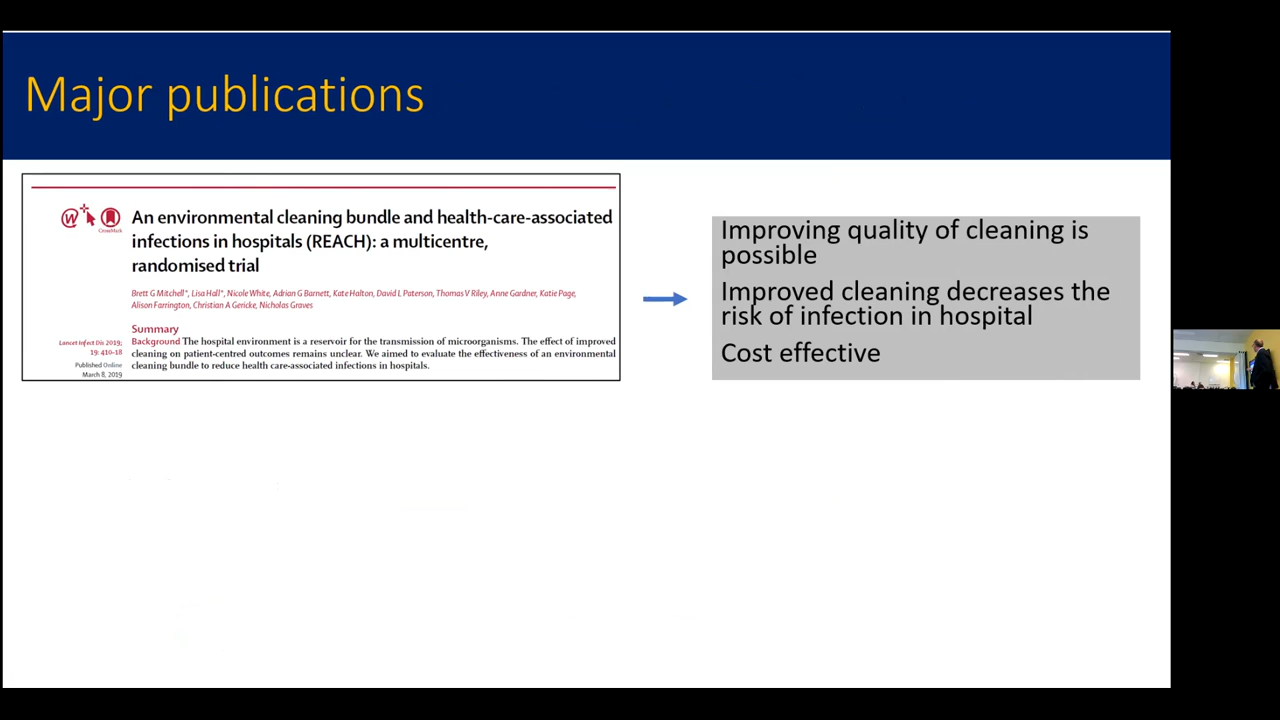 Major publications
An environmental cleaning bundle and health-care-associated
infections in hospitals (REACH): a multicentre,
randomised trial
CrossMark
Brett G Mitchell*, Lisa Hall*, Nicole White, Adrian G Barnett, Kate Halton, David L Paterson, Thomas V Riley, Anne Gardner, Katie Page,
Alison Farrington, Christian A Gericke, Nicholas Graves
Summary
Background The hospital environment is a reservoir for the transmission of microorganisms. The effect of improved
cleaning on patient-centred outcomes remains unclear. We aimed to evaluate the effectiveness of an environmental
cleaning bundle to reduce health care-associated infections in hospitals.
Lancet Infect Dis 2019;
19: 410–18
Published Online
March 8, 2019
Improving quality of cleaning is
possible
Improved cleaning decreases the
risk of infection in hospital
Cost effective